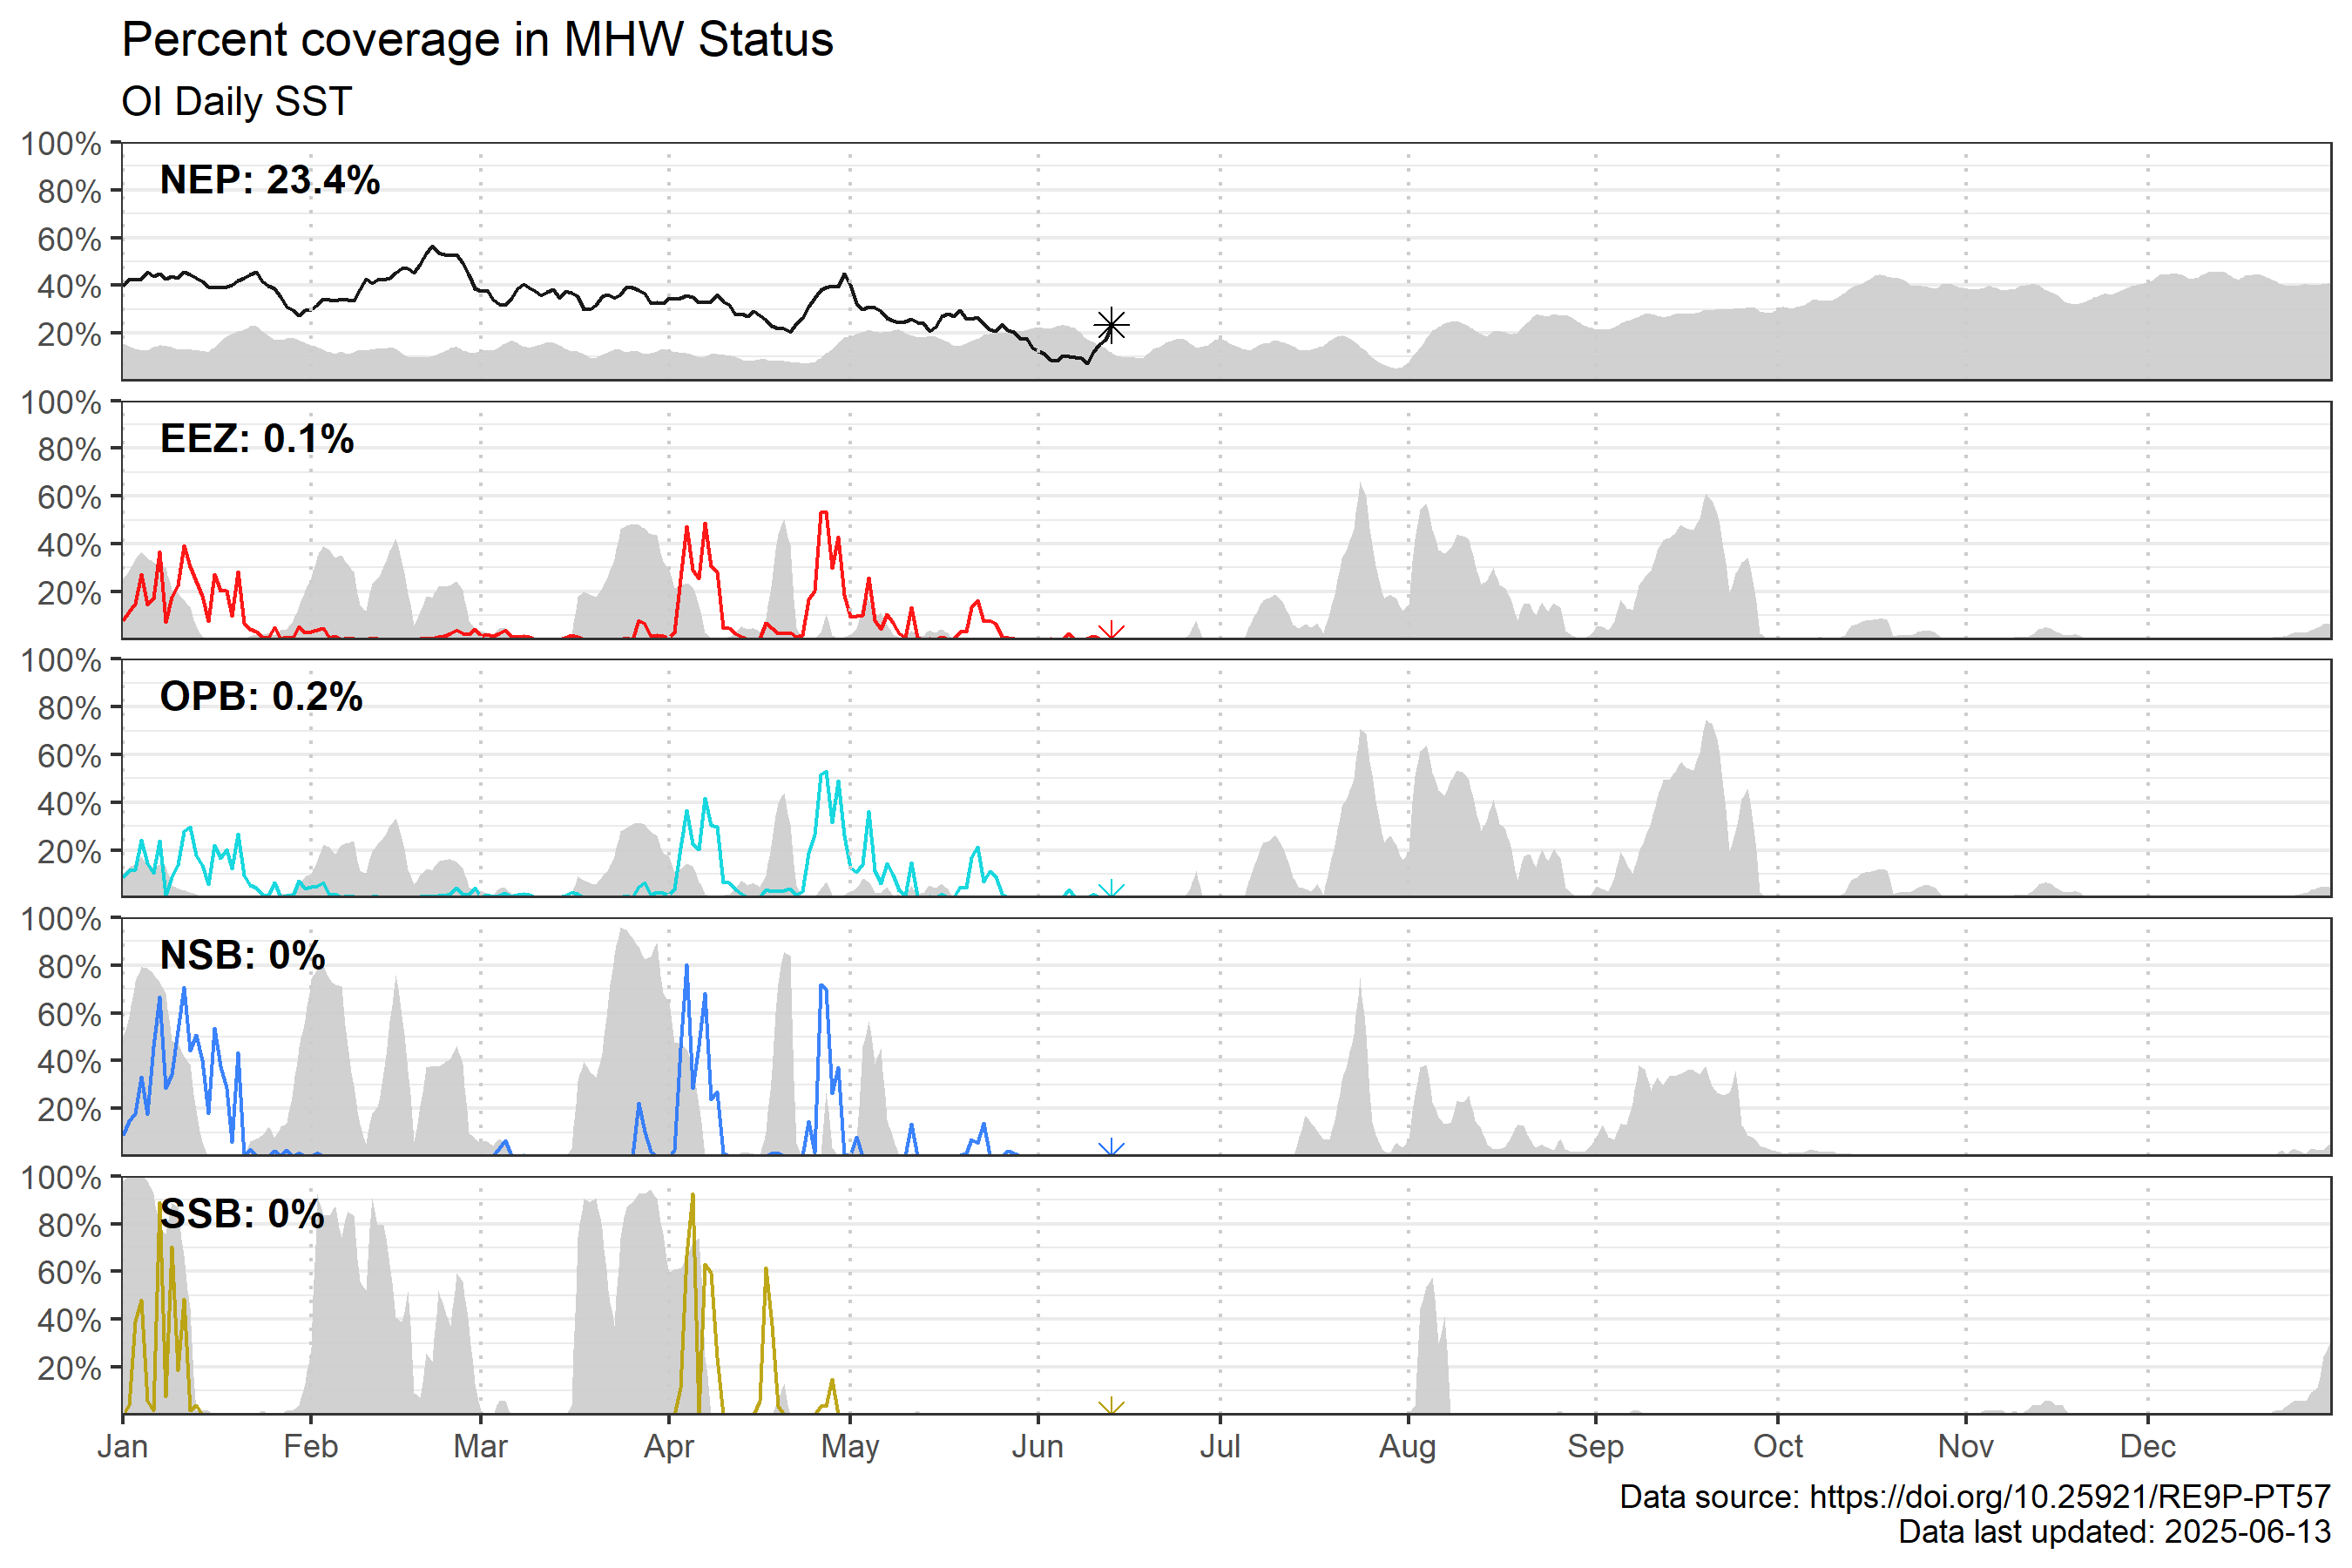 Percent coverage in MHW Status
OI Daily SST
100%
80%
60%
40%
20%
NEP: 23.4%
100%
80%
60%
40%
20%
EEZ: 0.1%
100%
80%
60%
40%
20%
OPB: 0.2%
100%
80%
60%
40%
20%
NSB: 0%
100%
80%
60%
40%
20%
SSB: 0%
Jan Feb Mar Apr May Jun Jul Aug Sep Oct Nov Dec
Data source: https://doi.org/10.25921/RE9P-PT57
Data last updated: 2025-06-13